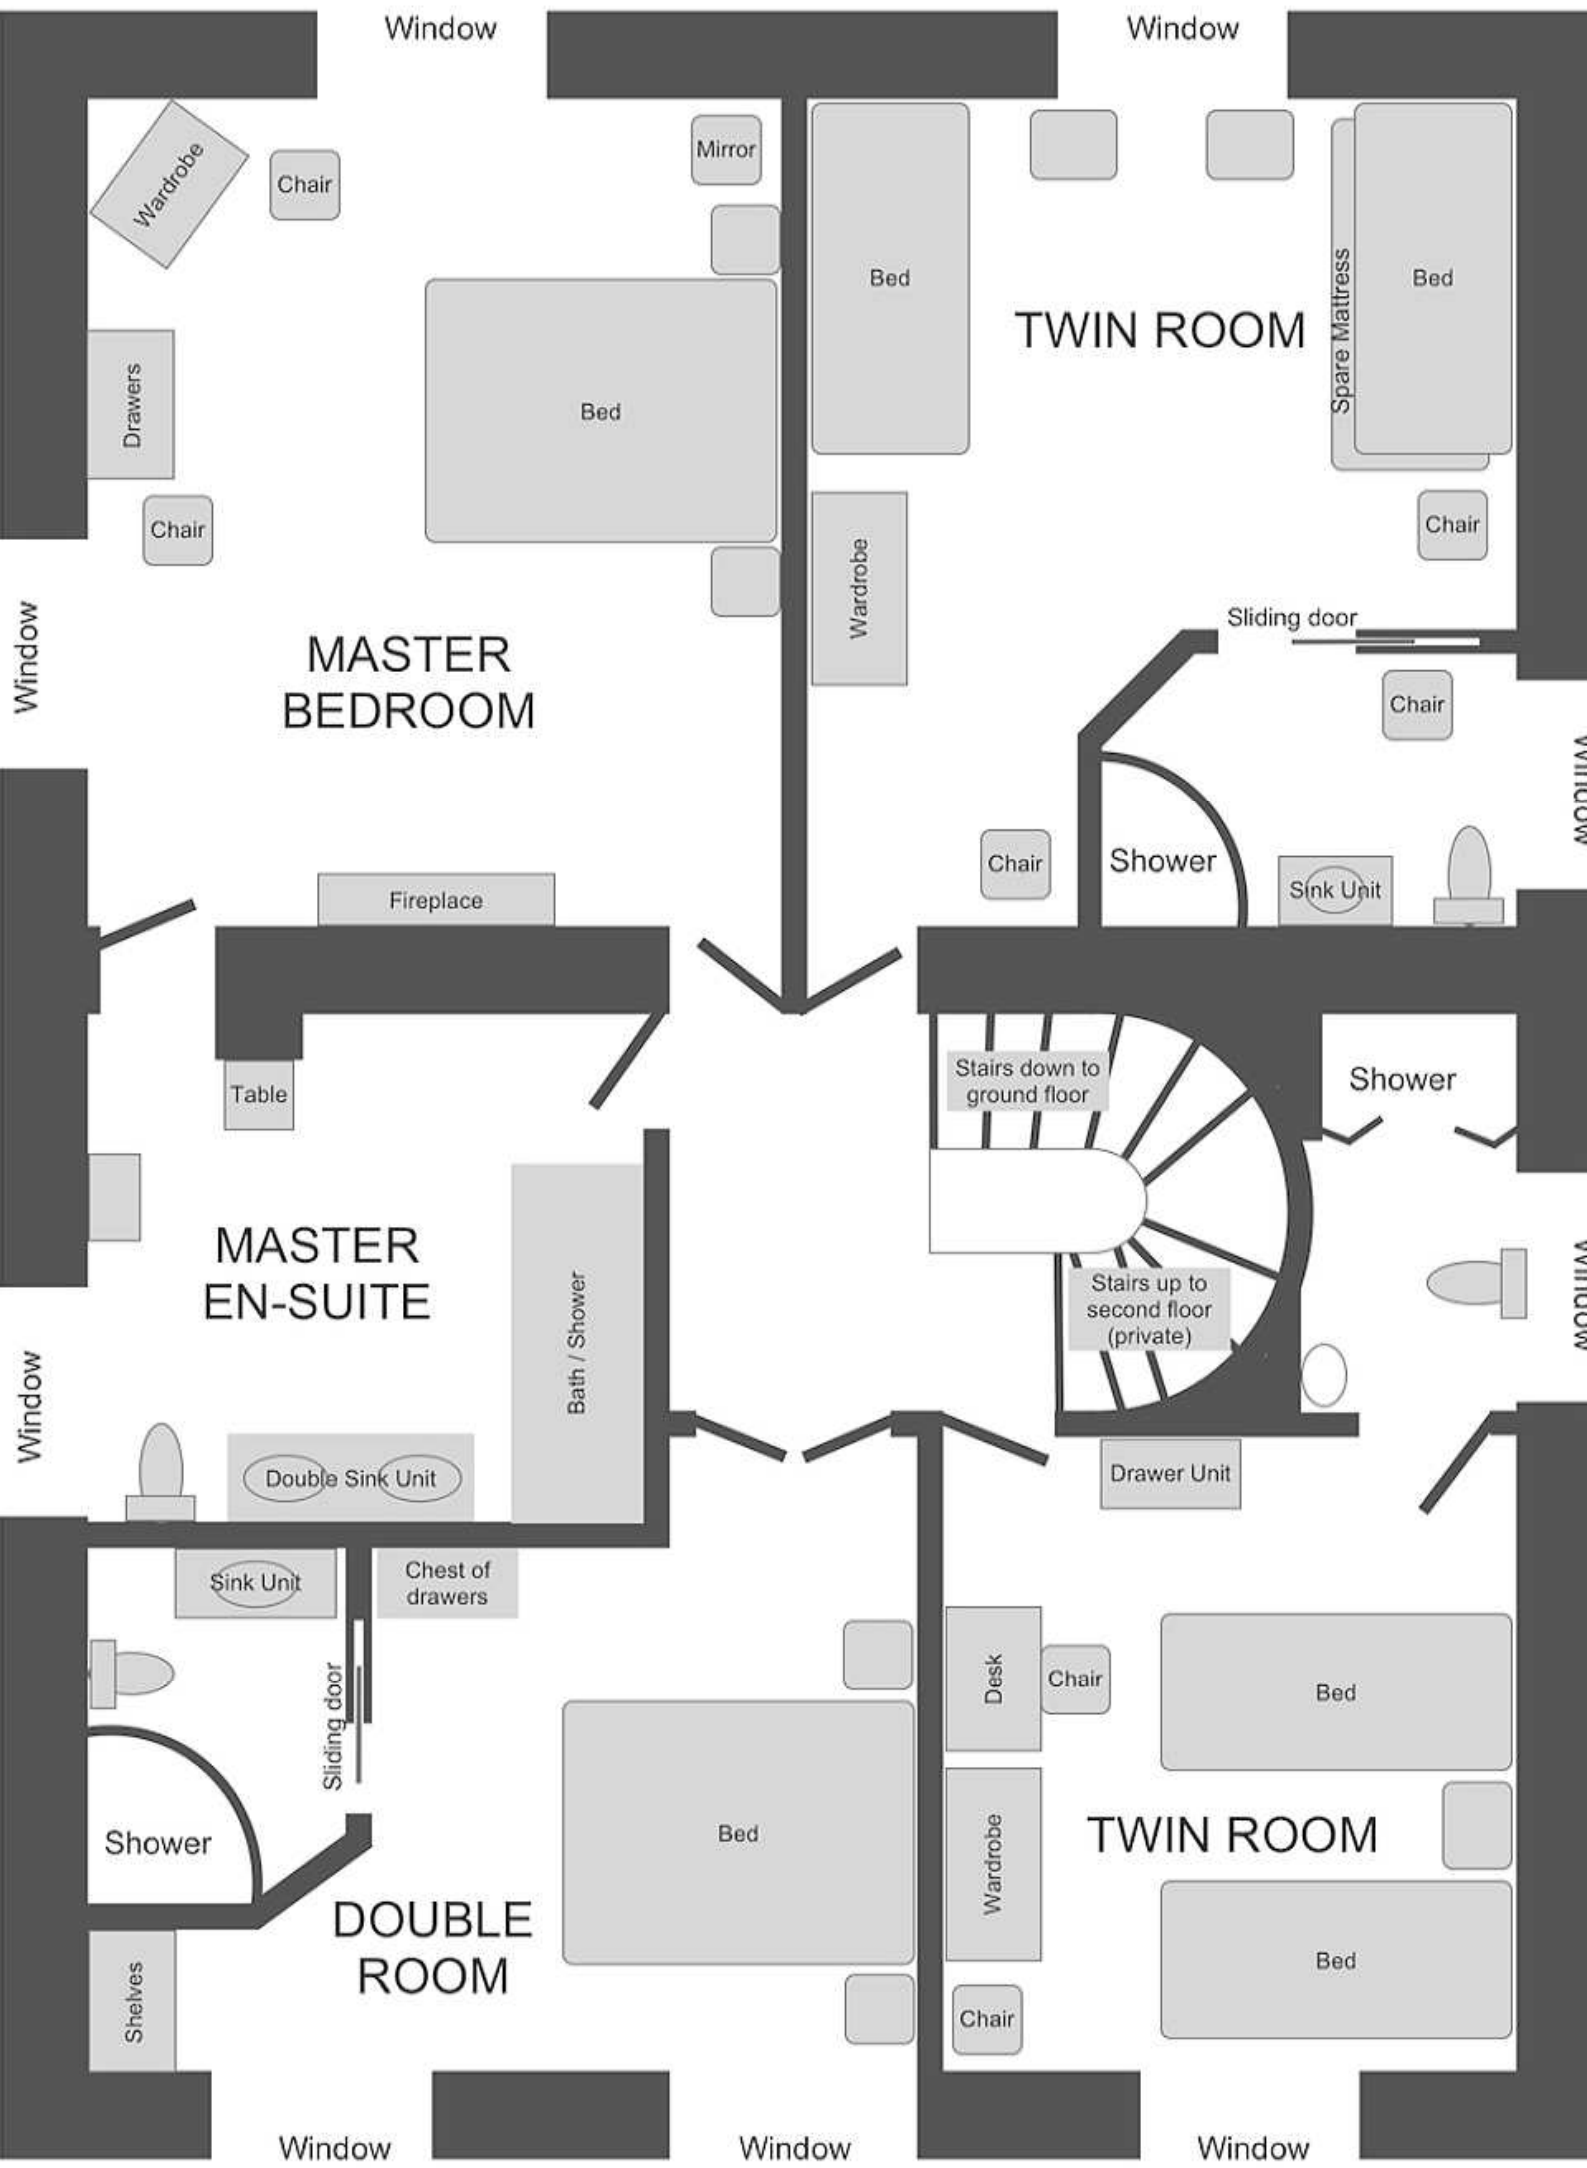 Window
Window
Wardrobe
Chair
Mirror
Drawers
Bed
Chair
Window
MASTER
BEDROOM
Fireplace
Bed
TWIN ROOM
Spare Mattress
Bed
Wardrobe
Chair
Sliding door
Chair
Window
Chair
Shower
Sink Unit
Table
MASTER
EN-SUITE
Bath / Shower
Window
Double Sink Unit
Stairs down to
ground floor
Stairs up to
second floor
(private)
Shower
Window
Sink Unit
Chest of
drawers
Sliding door
Shower
Bed
DOUBLE
ROOM
Shelves
Window
Window
Drawer Unit
Desk
Chair
Bed
Wardrobe
TWIN ROOM
Chair
Bed
Window